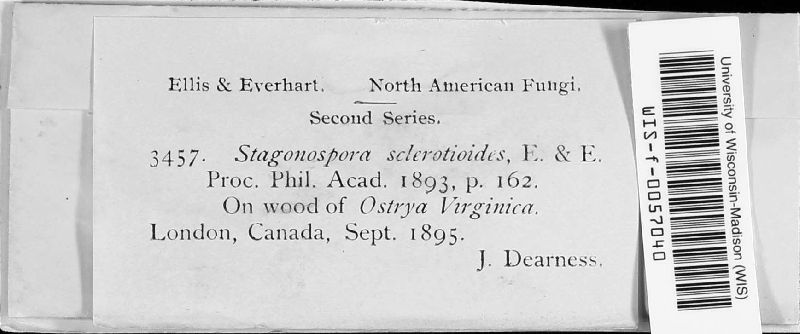 Ellis & Everhart. North American Fungi.
Second Series.
3457. Stagonospora sclerotioides, E. & E.
Proc. Phil. Acad. 1893, p. 162.
On wood of Ostrya Virginica.
London, Canada, Sept. 1895.
J. Dearness.
University of Wisconsin-Madison (WIS)
WIS-f-0057040